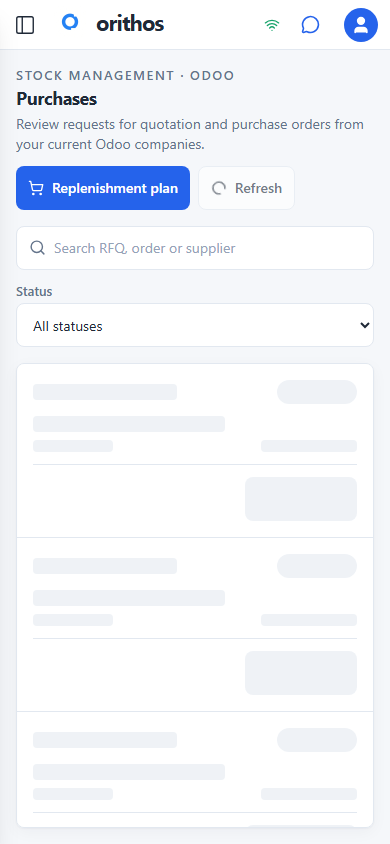 orithos
STOCK MANAGEMENT · ODOO
Purchases
Review requests for quotation and purchase orders from
your current Odoo companies.
Replenishment plan
Refresh
Search RFQ, order or supplier
Status
All statuses